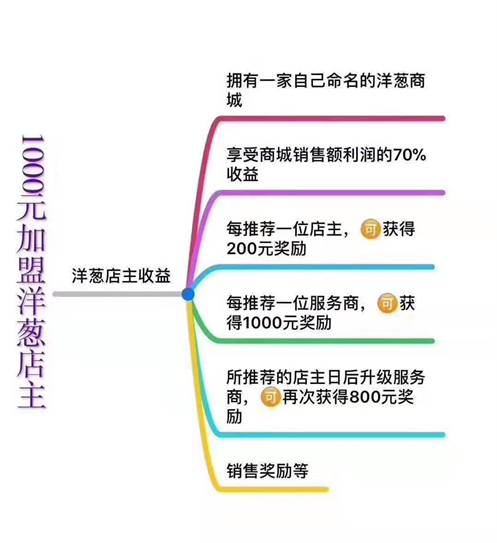 1000元加盟洋葱店主
洋葱店主收益
拥有一家自己命名的洋葱商
城
享受商城销售额利润的70%
收益
每推荐一位店主，🉑获得
200元奖励
每推荐一位服务商，🉑获
得1000元奖励
所推荐的店主日后升级服务
商，🉑再次获得800元奖
励
销售奖励等